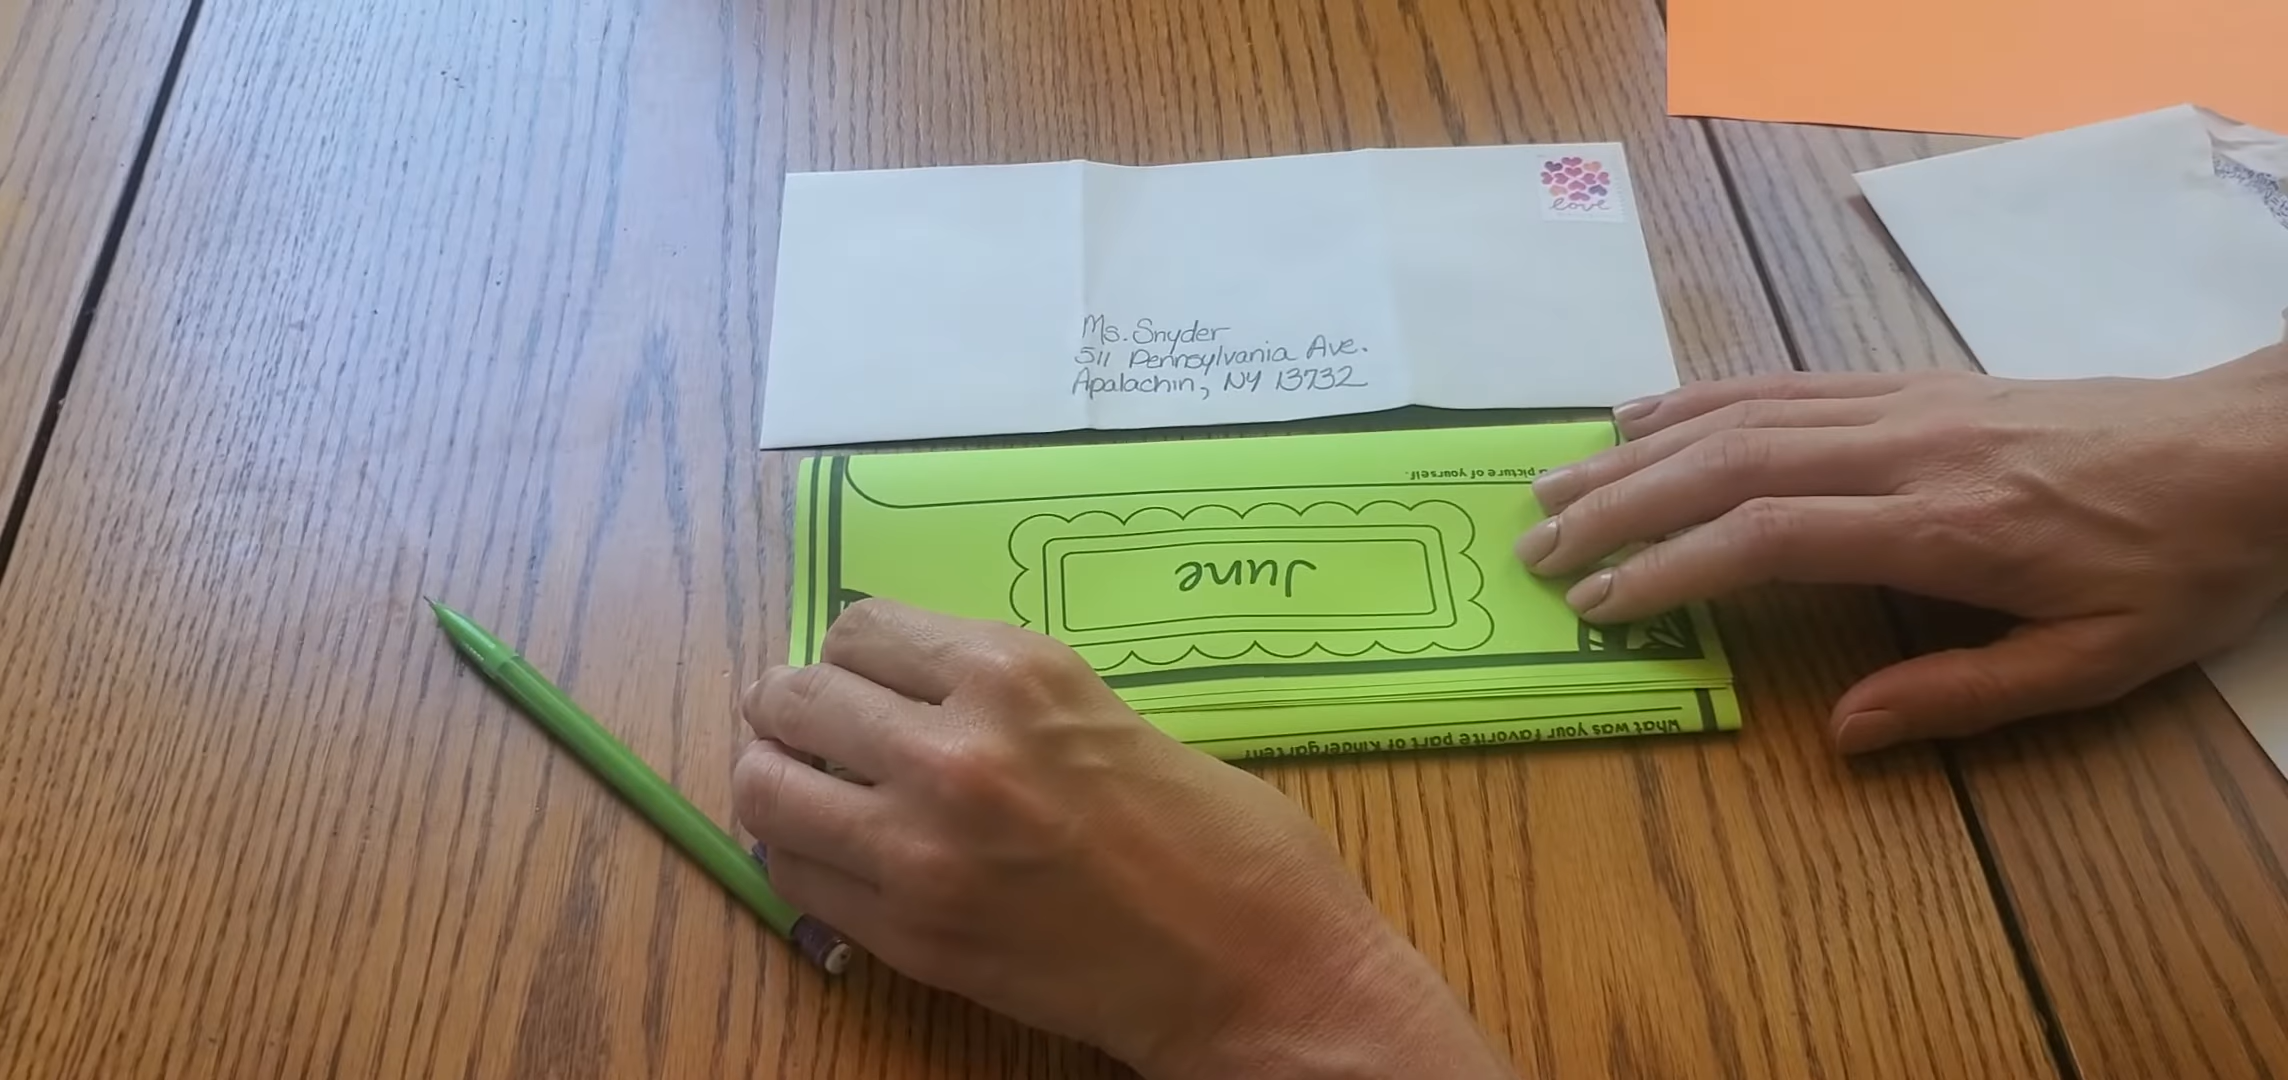 love
Ms. Snyder
511 Pennsylvania Ave.
Apalachin, NY 13732
picture of yourself.
June
What was your favorite part of kindergarten?